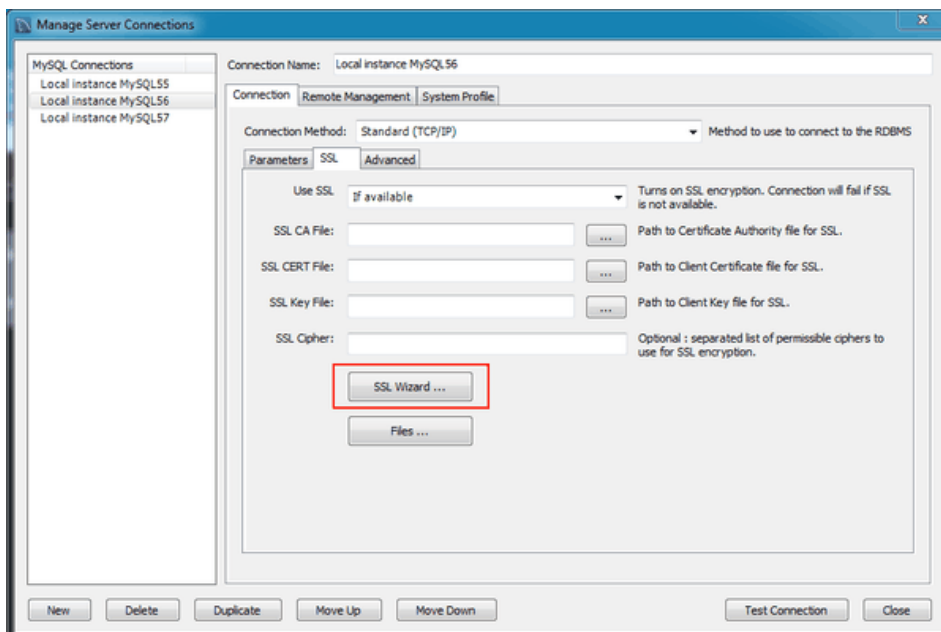 Manage Server Connections
x
MySQL Connections
Local instance MySQL55
Local instance MySQL56
Local instance MySQL57
Connection Name: Local instance MySQL56
Connection Remote Management System Profile
Connection Method: Standard (TCP/IP) Method to use to connect to the RDBMS
Parameters SSL Advanced
Use SSL If available Turns on SSL encryption. Connection will fail if SSL
is not available.
SSL CA File: ... Path to Certificate Authority file for SSL.
SSL CERT File: ... Path to Client Certificate file for SSL.
SSL Key File: ... Path to Client Key file for SSL.
SSL Cipher: Optional : separated list of permissible ciphers to
use for SSL encryption.
SSL Wizard ...
Files ...
New Delete Duplicate Move Up Move Down Test Connection Close